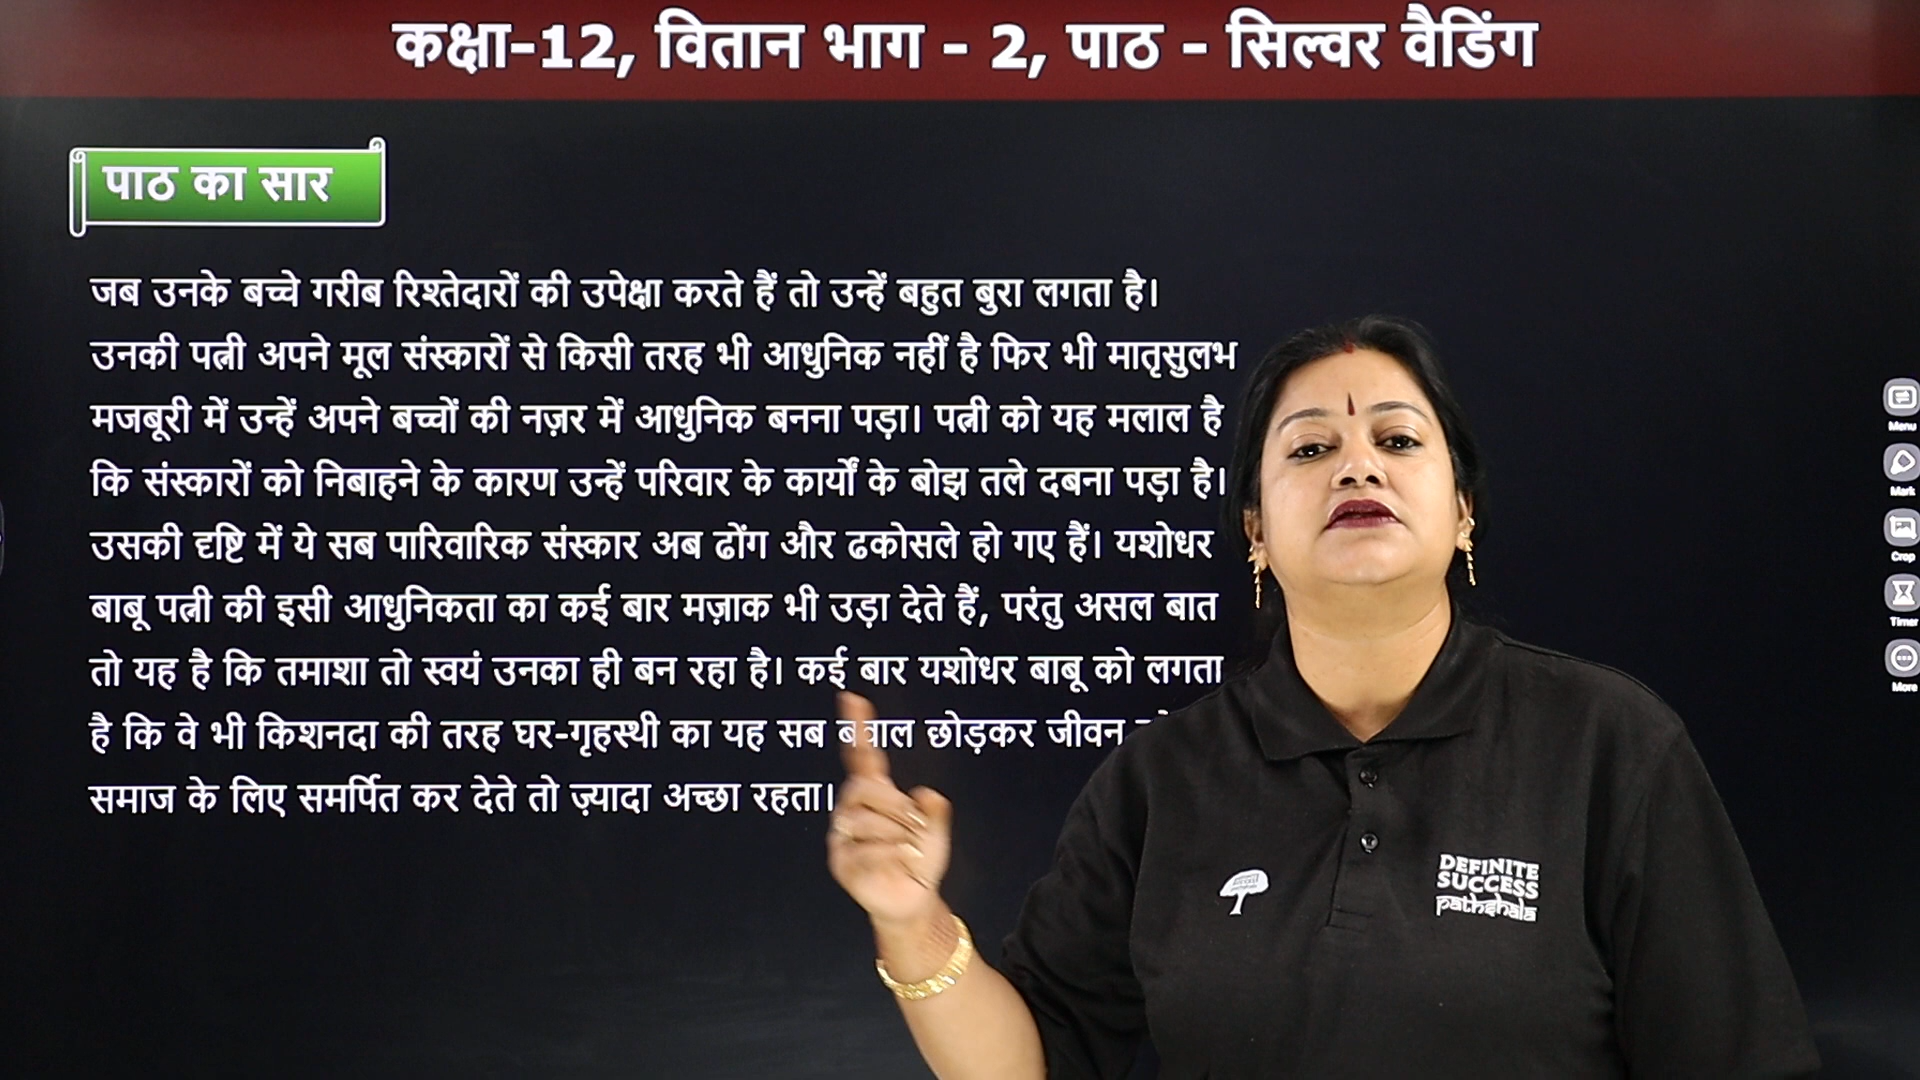 कक्षा-12, वितान भाग - 2, पाठ - सिल्वर वैडिंग
पाठ का सार
जब उनके बच्चे गरीब रिश्तेदारों की उपेक्षा करते हैं तो उन्हें बहुत बुरा लगता है।
उनकी पत्नी अपने मूल संस्कारों से किसी तरह भी आधुनिक नहीं है फिर भी मातृसुलभ
मजबूरी में उन्हें अपने बच्चों की नज़र में आधुनिक बनना पड़ा। पत्नी को यह मलाल है
कि संस्कारों को निबाहने के कारण उन्हें परिवार के कार्यों के बोझ तले दबना पड़ा है।
उसकी दृष्टि में ये सब पारिवारिक संस्कार अब ढोंग और ढकोसले हो गए हैं। यशोधर
बाबू पत्नी की इसी आधुनिकता का कई बार मज़ाक भी उड़ा देते हैं, परंतु असल बात
तो यह है कि तमाशा तो स्वयं उनका ही बन रहा है। कई बार यशोधर बाबू को लगता
है कि वे भी किशनदा की तरह घर-गृहस्थी का यह सब बवाल छोड़कर जीवन
समाज के लिए समर्पित कर देते तो ज़्यादा अच्छा रहता।
Menu
Mark
Crop
Timer
More
DEFINITE
SUCCESS
pathshala